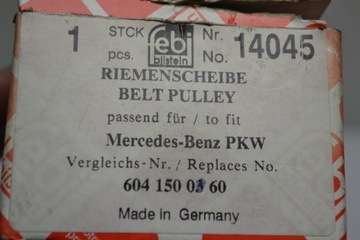 1 STCK pcs. febi bilstein Nr. No. 14045
RIEMENSCHEIBE
BELT PULLEY
passend für / to fit
Mercedes-Benz PKW
Vergleichs-Nr. / Replaces No.
604 150 03 60
Made in Germany